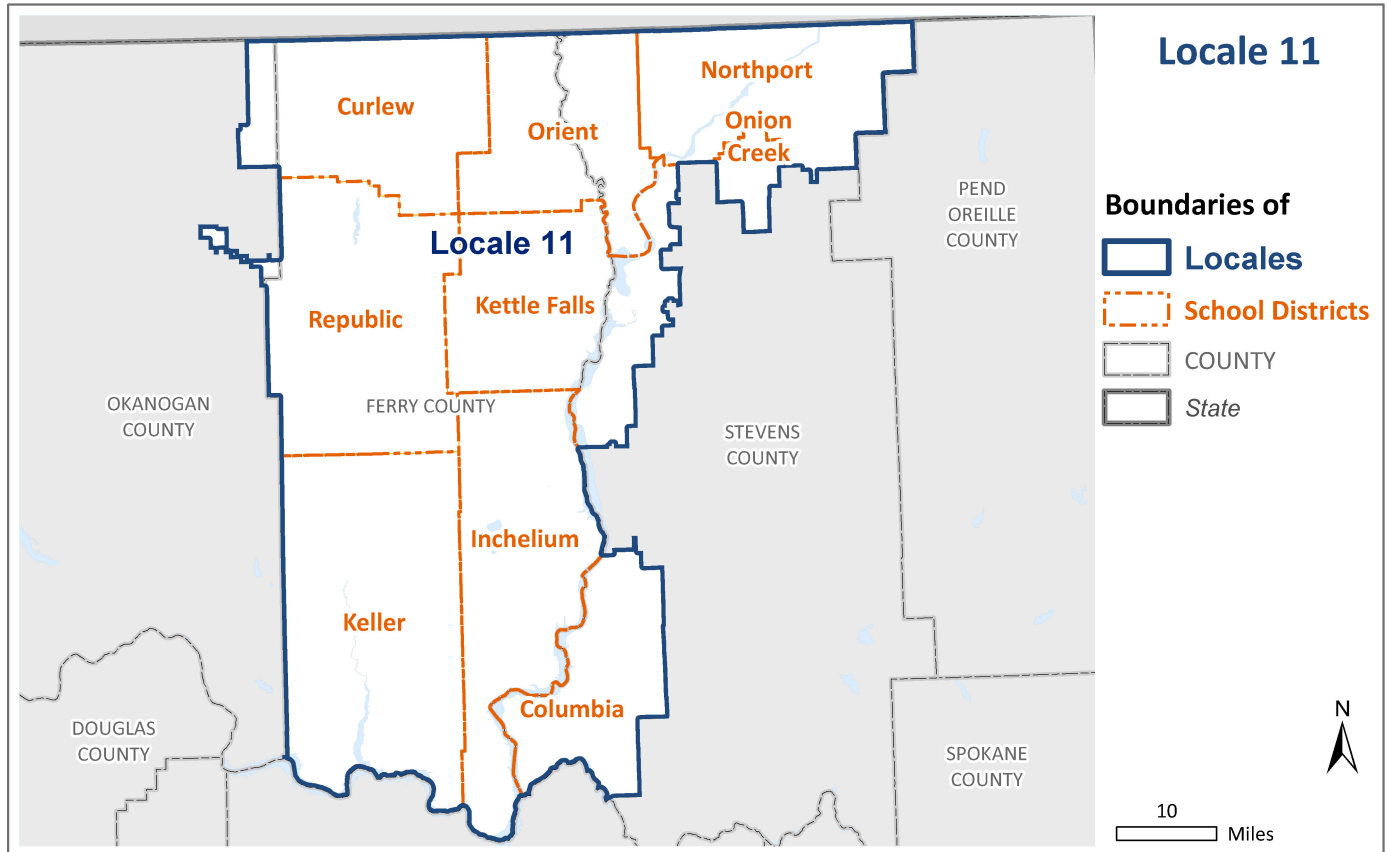 Locale 11
Northport
Curlew
Onion
Creek
Orient
PEND
OREILLE
COUNTY
Boundaries of
Locale 11
Locales
Kettle Falls
School Districts
Republic
COUNTY
OKANOGAN
COUNTY
FERRY COUNTY
State
STEVENS
COUNTY
Inchelium
Keller
Columbia
DOUGLAS
COUNTY
SPOKANE
COUNTY
N
10
Miles